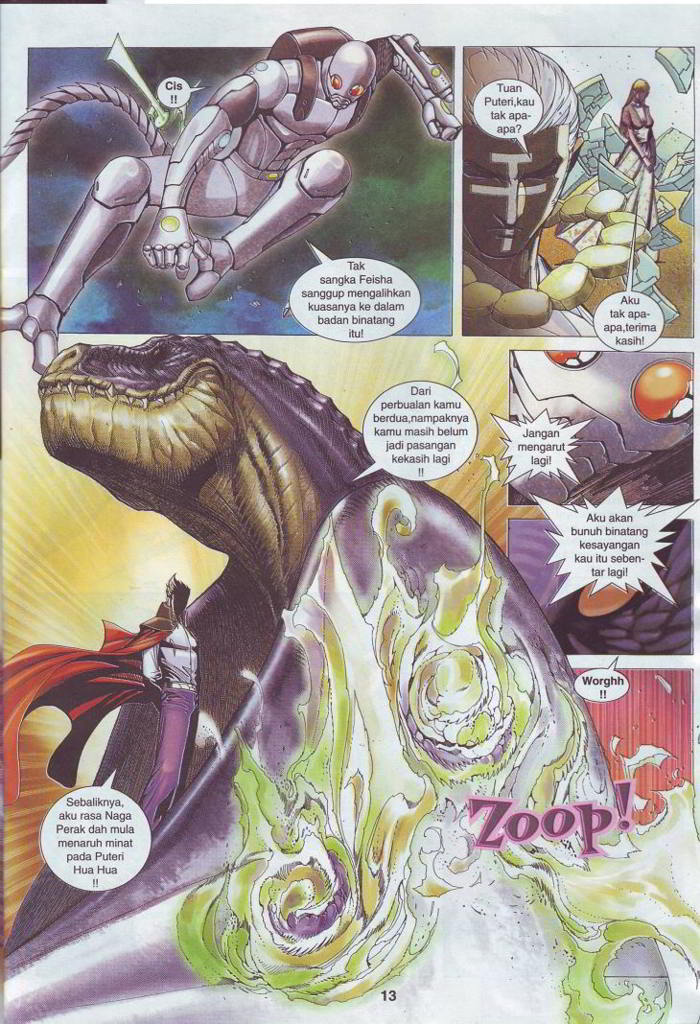 Cis
!!
Tak
sangka Feisha
sanggup mengalihkan
kuasanya ke dalam
badan binatang
itu!
Tuan
Puteri,kau
tak apa-
apa?
Aku
tak apa-
apa,terima
kasih!
Dari
perbualan kamu
berdua,nampaknya
kamu masih belum
jadi pasangan
kekasih lagi
!!
Jangan
mengarut
lagi!
Aku akan
bunuh binatang
kesayangan
kau itu seben-
tar lagi!
Worghh
!!
Sebaliknya,
aku rasa Naga
Perak dah mula
menaruh minat
pada Puteri
Hua Hua
!!
Zoop!
13